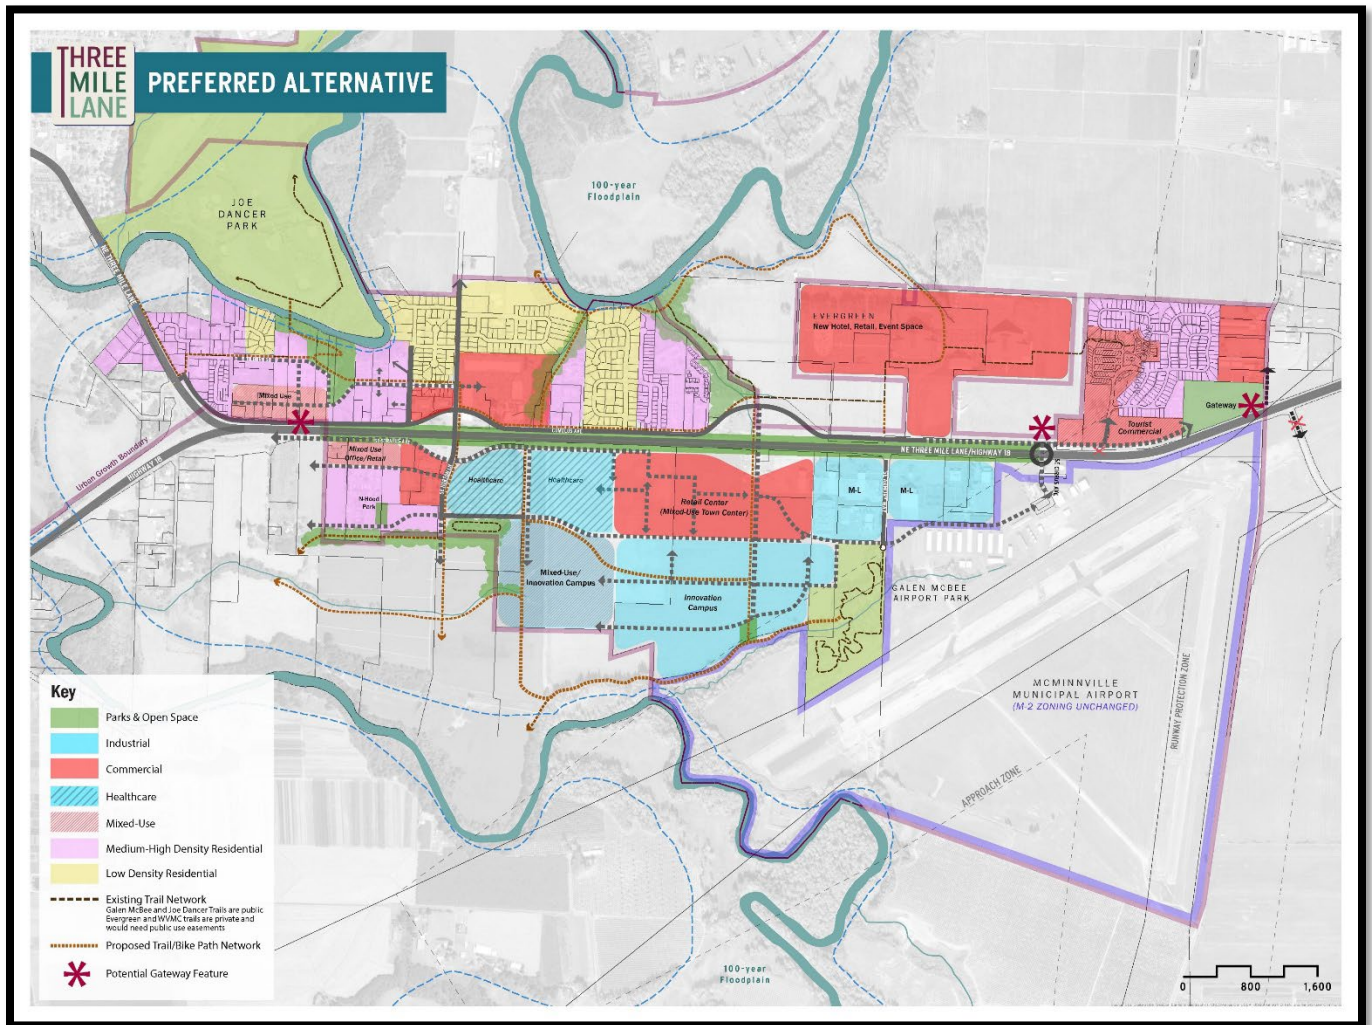 THREE
MILE
LANE
PREFERRED ALTERNATIVE
100-year
Floodplain
JOE
DANCER
PARK
NE THREE MILE LANE
EVERGREEN
New Hotel, Retail, Event Space
Mixed Use
Gateway
Tourist
Commercial
Urban Growth Boundary
HIGHWAY 18
NE THREE MILE LANE/HIGHWAY 18
Mixed Use
Office/Retail
N-Hood
Park
Healthcare
Healthcare
Retail Center
(Mixed-Use Town Center)
M-L
M-L
Mixed-Use/
Innovation Campus
Innovation
Campus
GALEN MCBEE
AIRPORT PARK
MCMINNVILLE
MUNICIPAL AIRPORT
(M-2 ZONING UNCHANGED)
RUNWAY PROTECTION ZONE
APPROACH ZONE
Key
Parks & Open Space
Industrial
Commercial
Healthcare
Mixed-Use
Medium-High Density Residential
Low Density Residential
Existing Trail Network
Galen McBee and Joe Dancer Trails are public
Evergreen and WVMC trails are private and
would need public use easements
Proposed Trail/Bike Path Network
Potential Gateway Feature
100-year
Floodplain
0 800 1,600